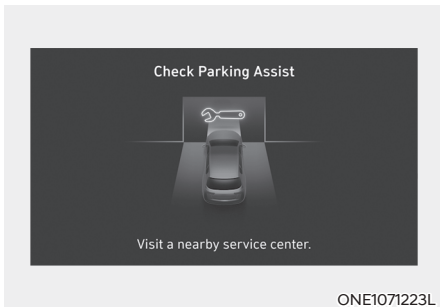 Check Parking Assist
Visit a nearby service center.
ONE1071223L